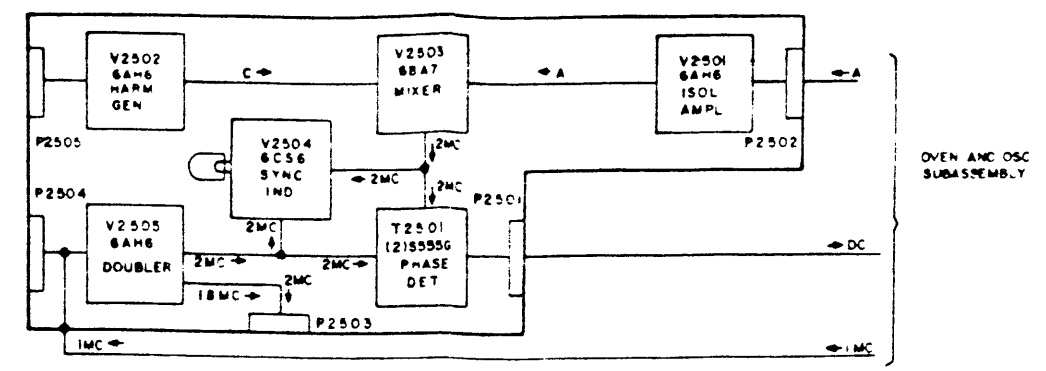 V2502
6AH6
HARM
GEN
C
V2503
6BA7
MIXER
A
V2501
6AH6
ISOL
AMPL
A
P2505
P2502
V2504
6CS6
SYNC
IND
2MC
2MC
2MC
OVEN ANC OSC
SUBASSEMBLY
P2504
P2501
V2505
6AH6
DOUBLER
2MC
T2501
(2)S555G
PHASE
DET
DC
2MC
2MC
18MC
2MC
P2503
1MC
1MC